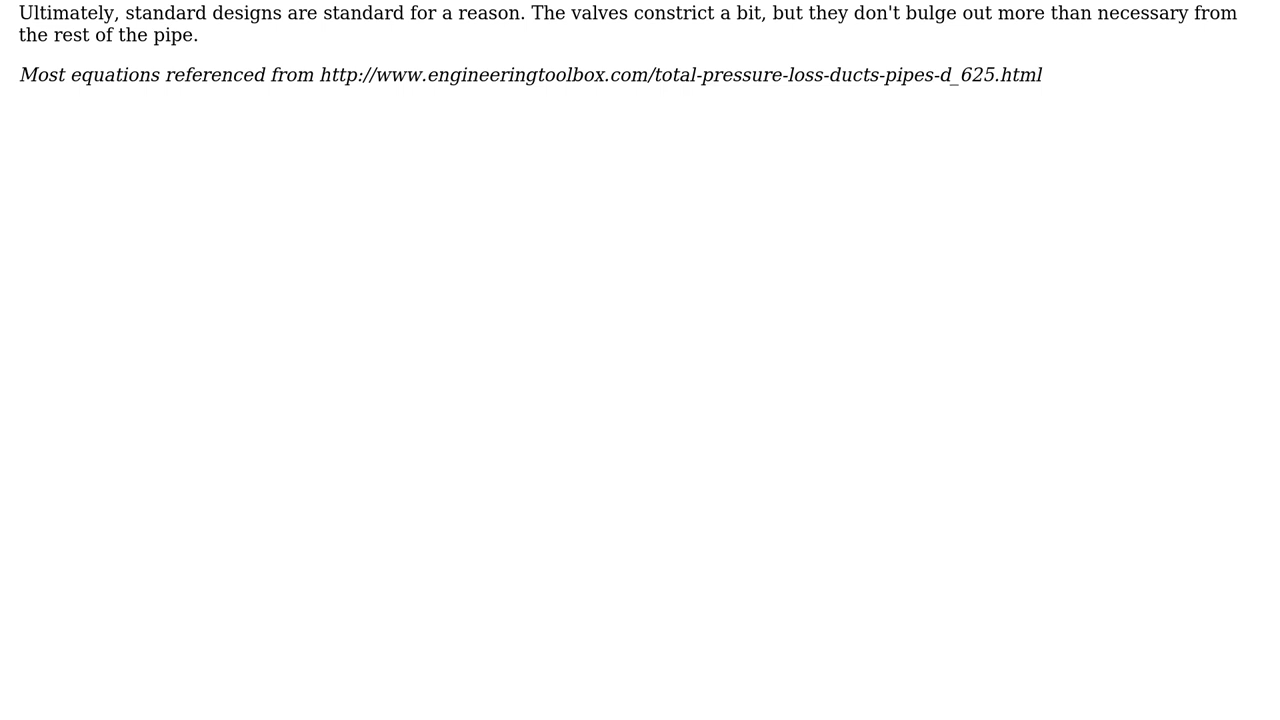 Ultimately, standard designs are standard for a reason. The valves constrict a bit, but they don't bulge out more than necessary from
the rest of the pipe.
Most equations referenced from http://www.engineeringtoolbox.com/total-pressure-loss-ducts-pipes-d_625.html